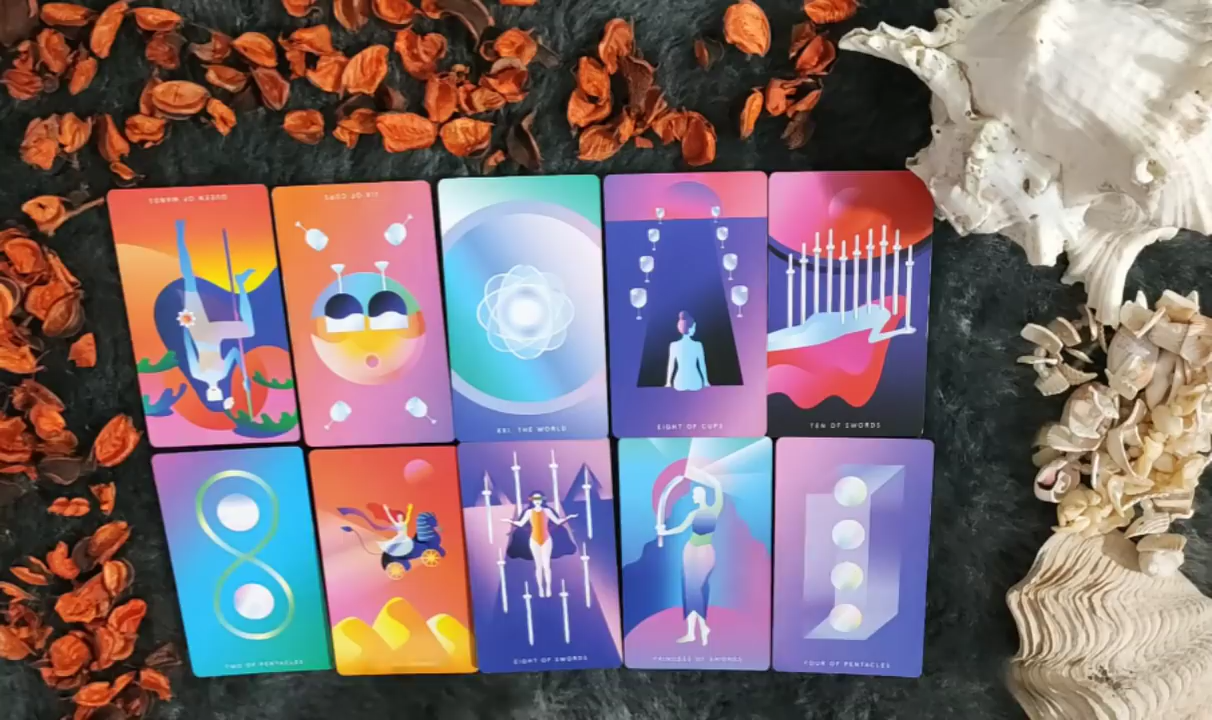 QUEEN OF WANDS
SIX OF CUPS
XXI. THE WORLD
EIGHT OF CUPS
TEN OF SWORDS
TWO OF PENTACLES
EIGHT OF SWORDS
PRINCESS OF SWORDS
FOUR OF PENTACLES